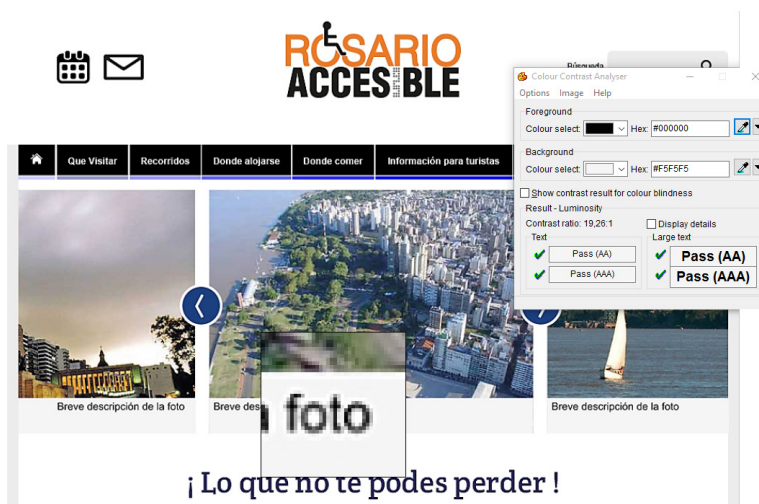 ROSARIO
ACCESIBLE
Búsqueda
Que Visitar
Recorridos
Donde alojarse
Donde comer
Información para turistas
Colour Contrast Analyser
Options Image Help
Foreground
Colour select: Hex: #000000
Background
Colour select: Hex: #F5F5F5
Show contrast result for colour blindness
Result - Luminosity
Contrast ratio: 19,26:1
Display details
Text
Pass (AA)
Pass (AAA)
Large text
Pass (AA)
Pass (AAA)
Breve descripción de la foto
Breve
foto
Breve descripción de la foto
¡ Lo que no te podes perder !